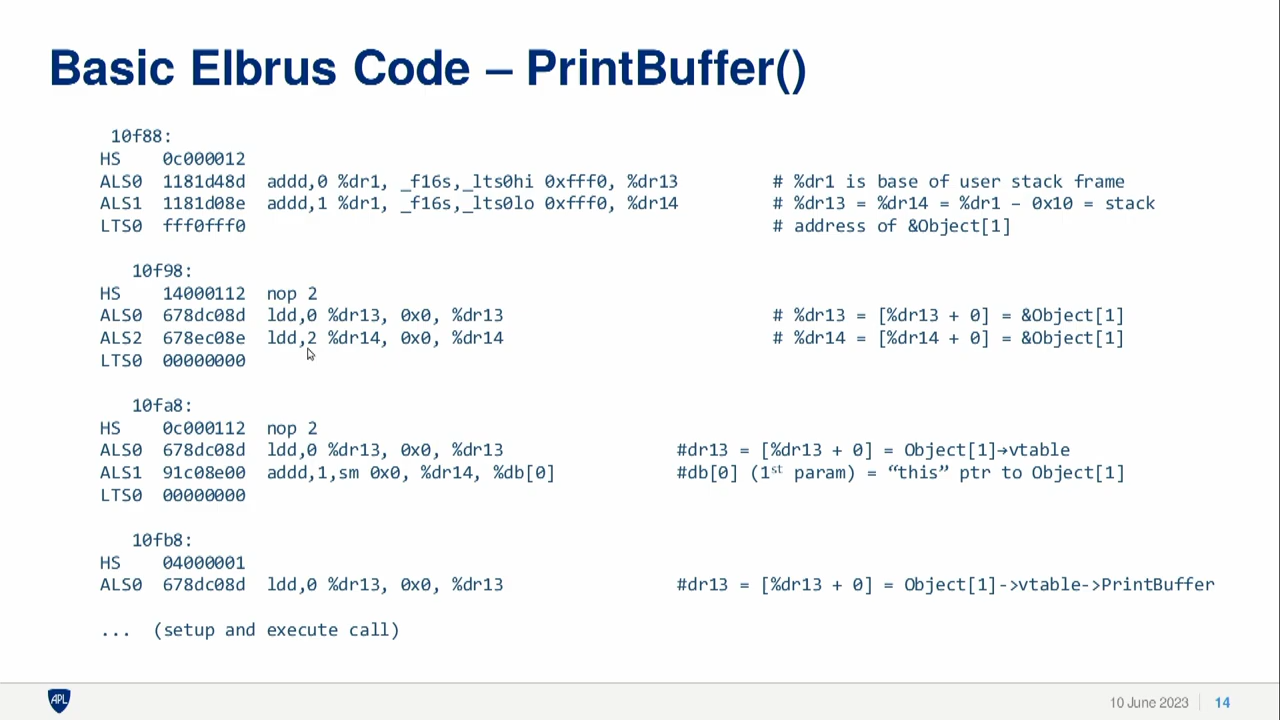 Basic Elbrus Code – PrintBuffer()
10f88:
HS 0c000012
ALS0 1181d48d addd,0 %dr1, _f16s,_lts0hi 0xfff0, %dr13 # %dr1 is base of user stack frame
ALS1 1181d08e addd,1 %dr1, _f16s,_lts0lo 0xfff0, %dr14 # %dr13 = %dr14 = %dr1 – 0x10 = stack
LTS0 fff0fff0 # address of &Object[1]
10f98:
HS 14000112 nop 2
ALS0 678dc08d ldd,0 %dr13, 0x0, %dr13 # %dr13 = [%dr13 + 0] = &Object[1]
ALS2 678ec08e ldd,2 %dr14, 0x0, %dr14 # %dr14 = [%dr14 + 0] = &Object[1]
LTS0 00000000
10fa8:
HS 0c000112 nop 2
ALS0 678dc08d ldd,0 %dr13, 0x0, %dr13 #dr13 = [%dr13 + 0] = Object[1]→vtable
ALS1 91c08e00 addd,1,sm 0x0, %dr14, %db[0] #db[0] (1st param) = “this” ptr to Object[1]
LTS0 00000000
10fb8:
HS 04000001
ALS0 678dc08d ldd,0 %dr13, 0x0, %dr13 #dr13 = [%dr13 + 0] = Object[1]->vtable->PrintBuffer
... (setup and execute call)
APL
10 June 2023 14